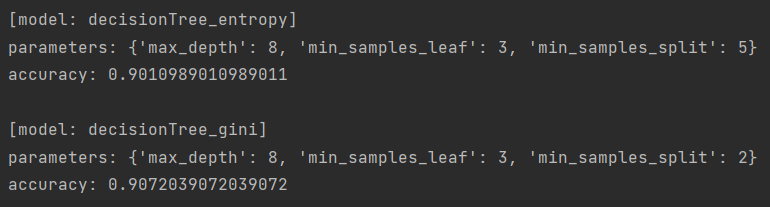 [model: decisionTree_entropy]
parameters: {'max_depth': 8, 'min_samples_leaf': 3, 'min_samples_split': 5}
accuracy: 0.9010989010989011
[model: decisionTree_gini]
parameters: {'max_depth': 8, 'min_samples_leaf': 3, 'min_samples_split': 2}
accuracy: 0.9072039072039072